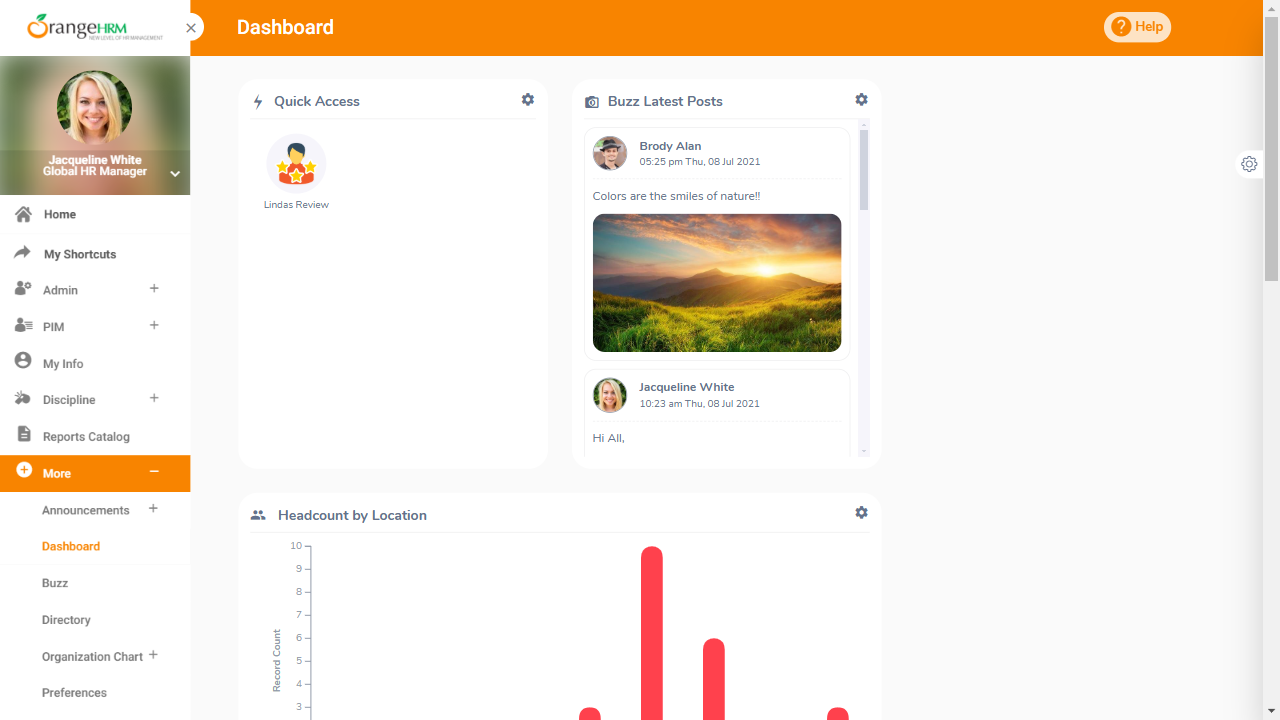 OrangeHRM
NEW LEVEL OF HR MANAGEMENT
Dashboard
Help
Jacqueline White
Global HR Manager
Home
My Shortcuts
Admin
PIM
My Info
Discipline
Reports Catalog
More
Announcements
Dashboard
Buzz
Directory
Organization Chart
Preferences
Quick Access
Lindas Review
Buzz Latest Posts
Brody Alan
05:25 pm Thu, 08 Jul 2021
Colors are the smiles of nature!!
Jacqueline White
10:23 am Thu, 08 Jul 2021
Hi All,
Headcount by Location
10
9
8
7
6
5
4
3
Record Count